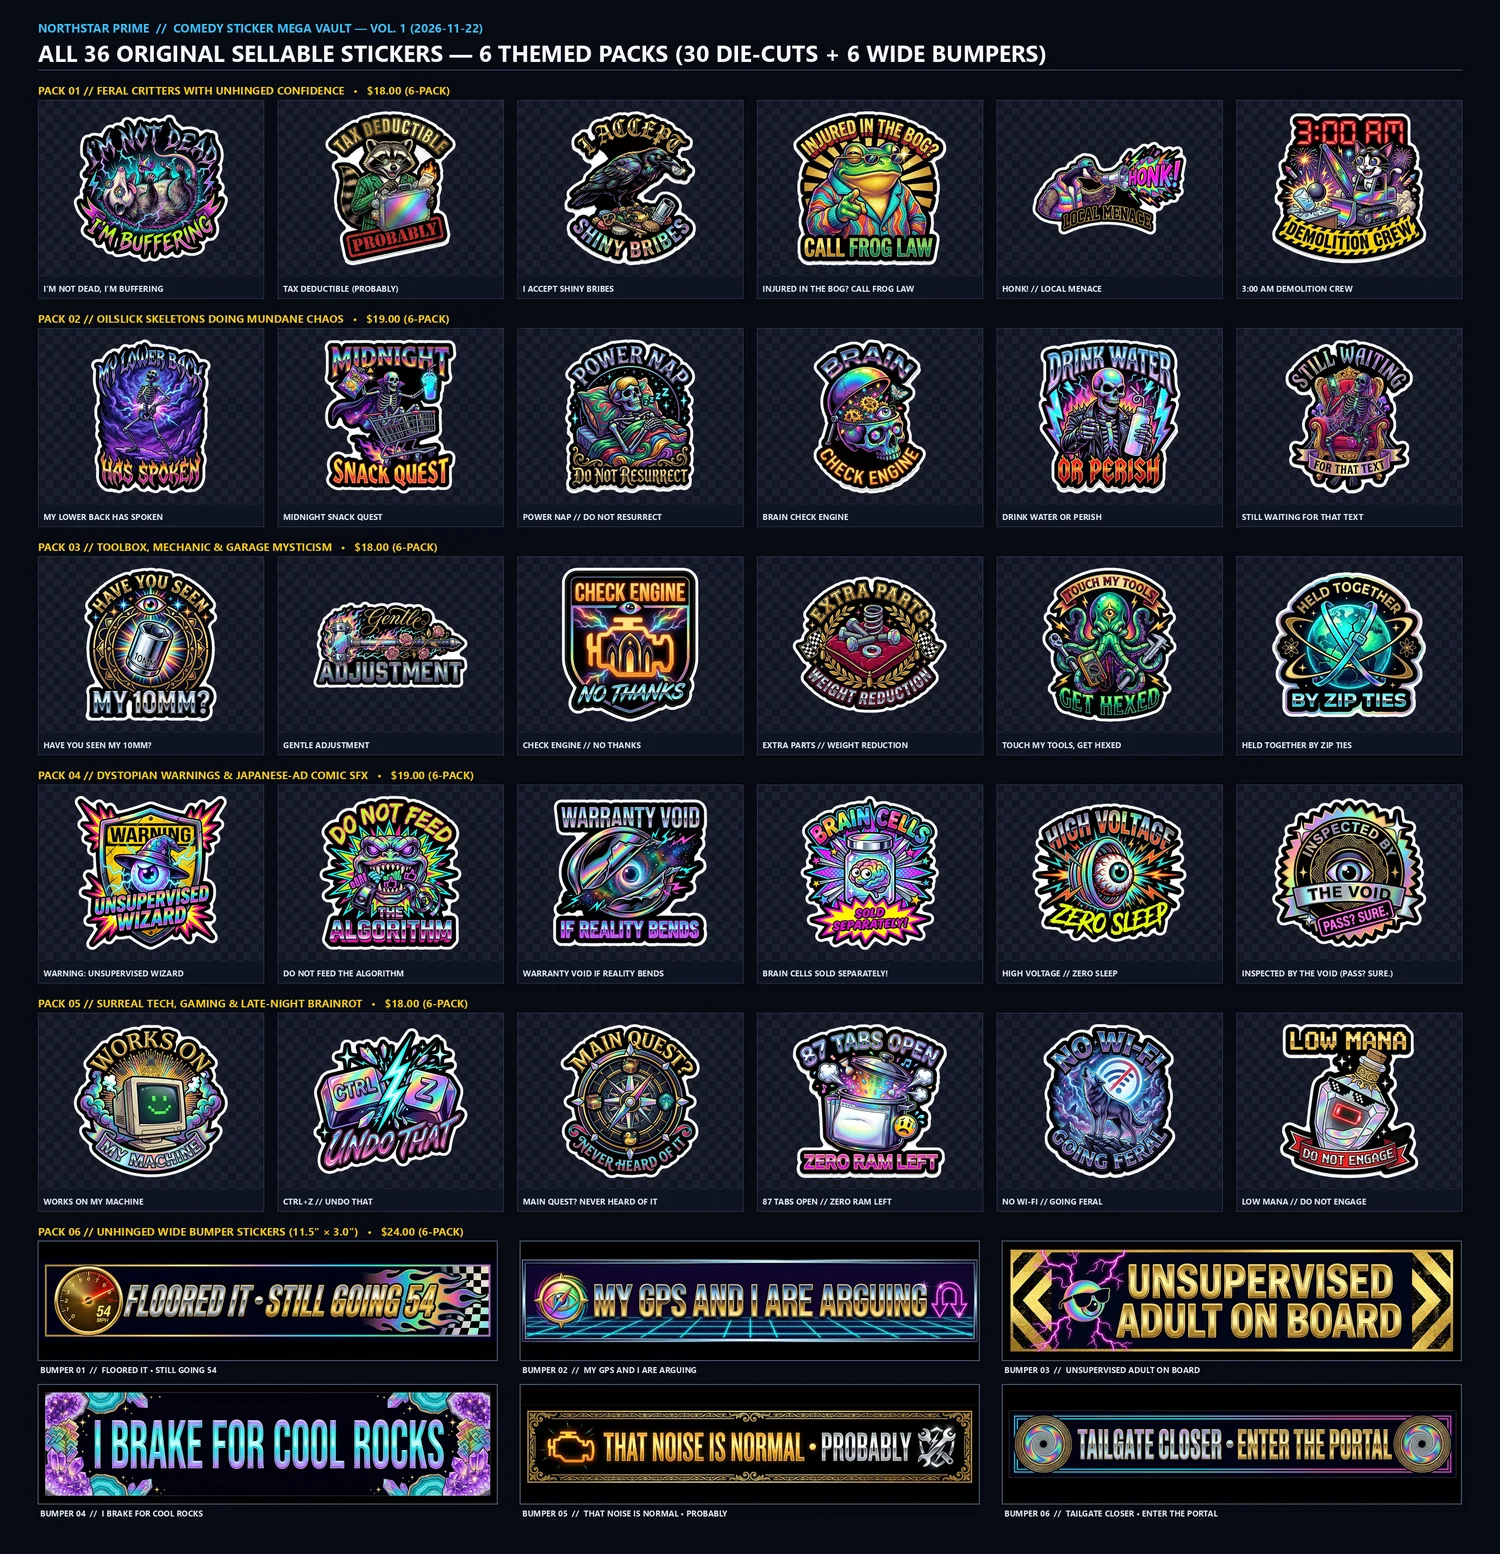 NORTHSTAR PRIME // COMEDY STICKER MEGA VAULT — VOL. 1 (2026-11-22)
ALL 36 ORIGINAL SELLABLE STICKERS — 6 THEMED PACKS (30 DIE-CUTS + 6 WIDE BUMPERS)
PACK 01 // FERAL CRITTERS WITH UNHINGED CONFIDENCE • $18.00 (6-PACK)
I'M NOT DEAD
I'M BUFFERING
TAX DEDUCTIBLE
PROBABLY
I ACCEPT
SHINY BRIBES
INJURED IN THE BOG?
CALL FROG LAW
HONK!
LOCAL MENACE
3:00 AM
DEMOLITION CREW
I'M NOT DEAD, I'M BUFFERING
TAX DEDUCTIBLE (PROBABLY)
I ACCEPT SHINY BRIBES
INJURED IN THE BOG? CALL FROG LAW
HONK! // LOCAL MENACE
3:00 AM DEMOLITION CREW
PACK 02 // OILSLICK SKELETONS DOING MUNDANE CHAOS • $19.00 (6-PACK)
MY LOWER BACK
HAS SPOKEN
MIDNIGHT
SNACK QUEST
POWER NAP
ZZZZ
DO NOT RESURRECT
BRAIN
CHECK ENGINE
DRINK WATER
OR PERISH
STILL WAITING
FOR THAT TEXT
MY LOWER BACK HAS SPOKEN
MIDNIGHT SNACK QUEST
POWER NAP // DO NOT RESURRECT
BRAIN CHECK ENGINE
DRINK WATER OR PERISH
STILL WAITING FOR THAT TEXT
PACK 03 // TOOLBOX, MECHANIC & GARAGE MYSTICISM • $18.00 (6-PACK)
HAVE YOU SEEN
10MM
MY 10MM?
Gentle
ADJUSTMENT
CHECK ENGINE
NO THANKS
EXTRA PARTS
WEIGHT REDUCTION
TOUCH MY TOOLS
GET HEXED
HELD TOGETHER
BY ZIP TIES
HAVE YOU SEEN MY 10MM?
GENTLE ADJUSTMENT
CHECK ENGINE // NO THANKS
EXTRA PARTS // WEIGHT REDUCTION
TOUCH MY TOOLS, GET HEXED
HELD TOGETHER BY ZIP TIES
PACK 04 // DYSTOPIAN WARNINGS & JAPANESE-AD COMIC SFX • $19.00 (6-PACK)
WARNING
UNSUPERVISED
WIZARD
DO NOT FEED
THE
ALGORITHM
WARRANTY VOID
IF REALITY BENDS
BRAIN CELLS
SOLD
SEPARATELY!
HIGH VOLTAGE
ZERO SLEEP
INSPECTED BY
THE VOID
PASS? SURE.
WARNING: UNSUPERVISED WIZARD
DO NOT FEED THE ALGORITHM
WARRANTY VOID IF REALITY BENDS
BRAIN CELLS SOLD SEPARATELY!
HIGH VOLTAGE // ZERO SLEEP
INSPECTED BY THE VOID (PASS? SURE.)
PACK 05 // SURREAL TECH, GAMING & LATE-NIGHT BRAINROT • $18.00 (6-PACK)
WORKS ON
MY MACHINE
CTRL Z
UNDO THAT
MAIN QUEST?
NEVER HEARD OF IT
87 TABS OPEN
ZERO RAM LEFT
NO WI-FI
GOING FERAL
LOW MANA
DO NOT ENGAGE
WORKS ON MY MACHINE
CTRL+Z // UNDO THAT
MAIN QUEST? NEVER HEARD OF IT
87 TABS OPEN // ZERO RAM LEFT
NO WI-FI // GOING FERAL
LOW MANA // DO NOT ENGAGE
PACK 06 // UNHINGED WIDE BUMPER STICKERS (11.5" × 3.0") • $24.00 (6-PACK)
54
MPH
FLOORED IT • STILL GOING 54
MY GPS AND I ARE ARGUING
UNSUPERVISED
ADULT ON BOARD
BUMPER 01 // FLOORED IT • STILL GOING 54
BUMPER 02 // MY GPS AND I ARE ARGUING
BUMPER 03 // UNSUPERVISED ADULT ON BOARD
I BRAKE FOR COOL ROCKS
THAT NOISE IS NORMAL • PROBABLY
TAILGATE CLOSER • ENTER THE PORTAL
BUMPER 04 // I BRAKE FOR COOL ROCKS
BUMPER 05 // THAT NOISE IS NORMAL • PROBABLY
BUMPER 06 // TAILGATE CLOSER • ENTER THE PORTAL